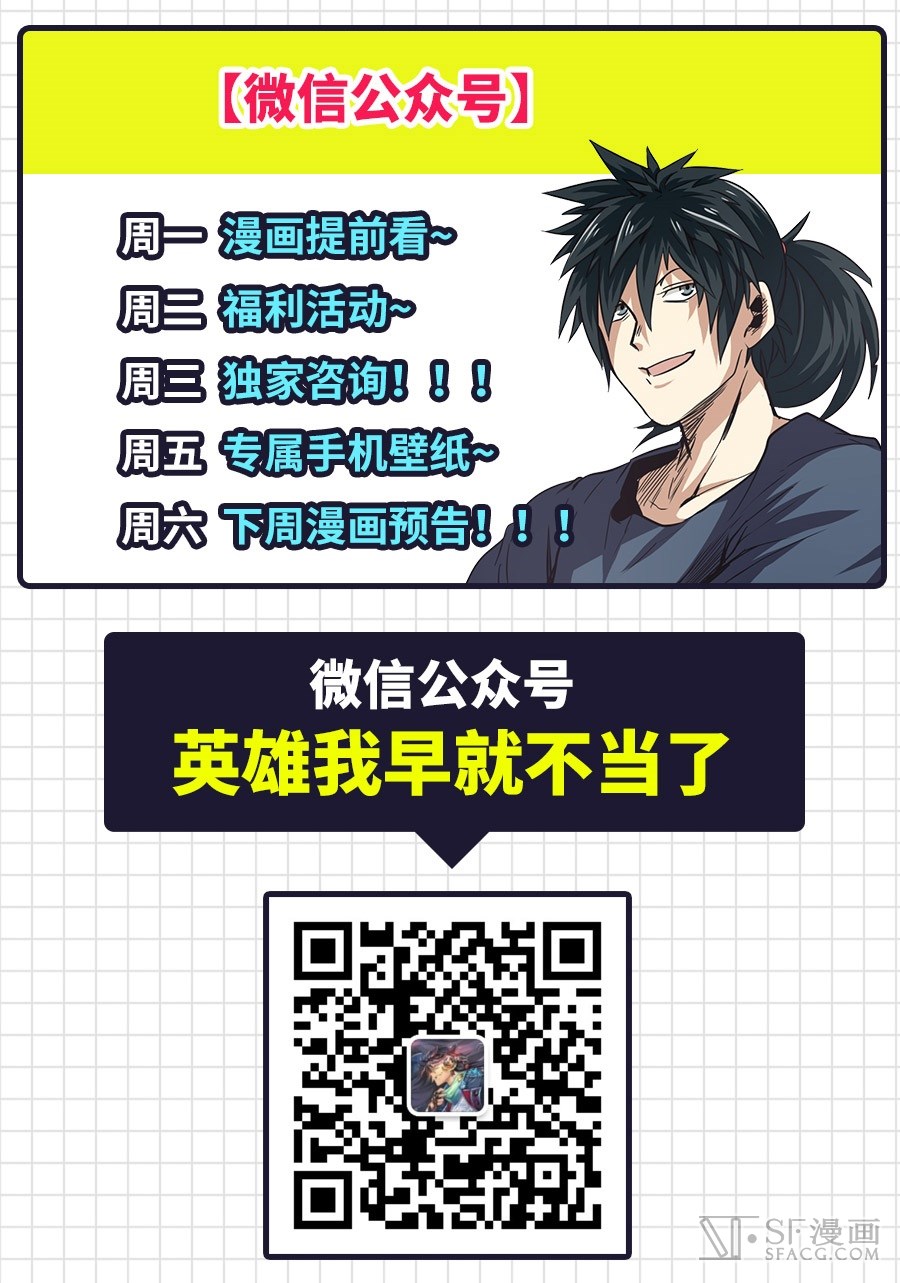 【微信公众号】
周一 漫画提前看~
周二 福利活动~
周三 独家咨询！！！
周五 专属手机壁纸~
周六 下周漫画预告！！！
微信公众号
英雄我早就不当了
SF漫画
SFACG.COM